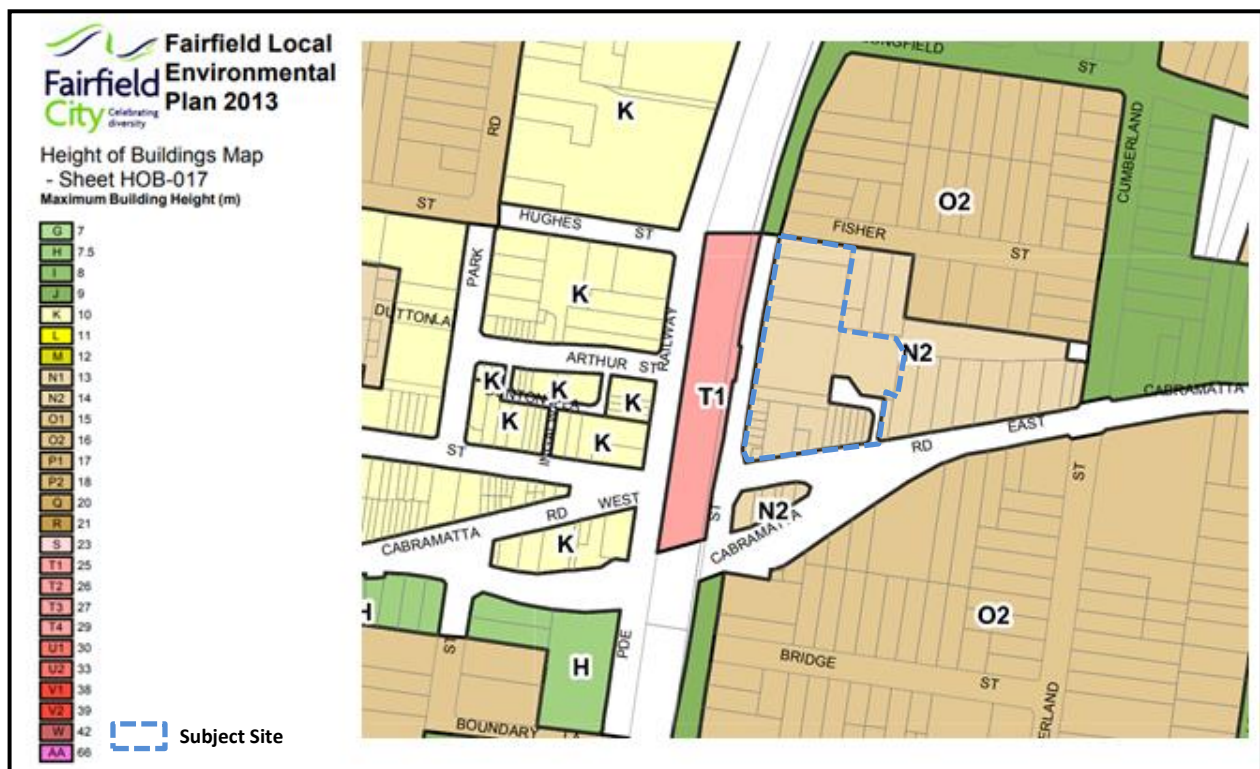 Fairfield
City
Celebrating
diversity
Fairfield Local
Environmental
Plan 2013
Height of Buildings Map
- Sheet HOB-017
Maximum Building Height (m)
G 7
H 7.5
I 8
J 9
K 10
L 11
M 12
N1 13
N2 14
O1 15
O2 16
P1 17
P2 18
Q 20
R 21
S 23
T1 25
T2 26
T3 27
T4 29
U1 30
U2 33
V1 38
V2 39
W 42
AA 66
Subject Site
ST
K
RD
CUMBERLAND
O2
ST
HUGHES
ST
FISHER
ST
PARK
K
DUTTON LA
RAILWAY
ARTHUR ST
N2
K
K
K
K
K
T1
CABRAMATTA
RD
EAST
ST
ST
RD
WEST
ST
N2
CABRAMATTA
CABRAMATTA
K
H
O2
ST
PDE
H
BRIDGE
ST
BOUNDARY
LA